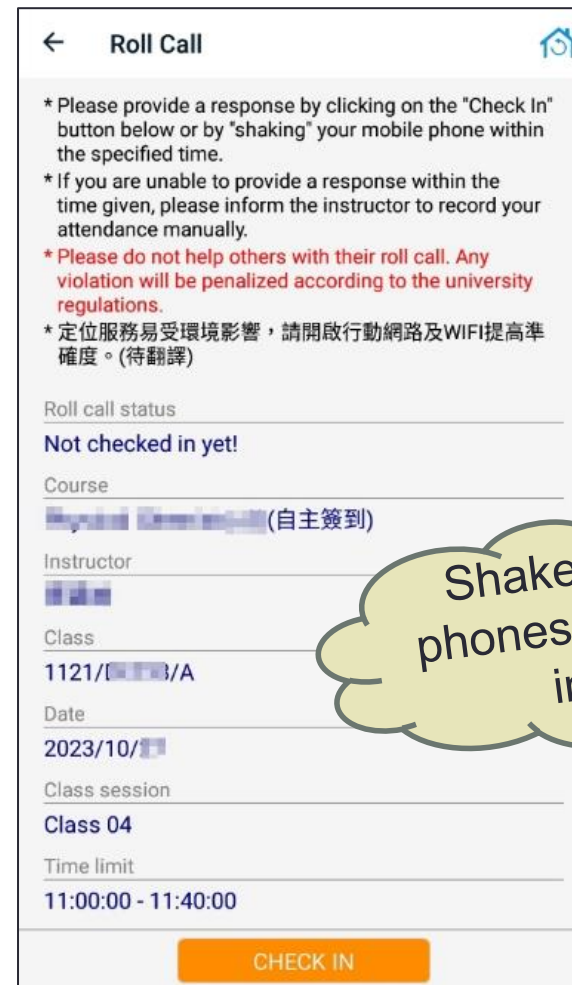 Roll Call
* Please provide a response by clicking on the "Check In"
button below or by "shaking" your mobile phone within
the specified time.
* If you are unable to provide a response within the
time given, please inform the instructor to record your
attendance manually.
* Please do not help others with their roll call. Any
violation will be penalized according to the university
regulations.
* 定位服務易受環境影響，請開啟行動網路及WIFI提高準
確度。(待翻譯)
Roll call status
Not checked in yet!
Course
(自主簽到)
Instructor
Class
1121/ /A
Date
2023/10/
Class session
Class 04
Time limit
11:00:00 - 11:40:00
CHECK IN
Shake
phones